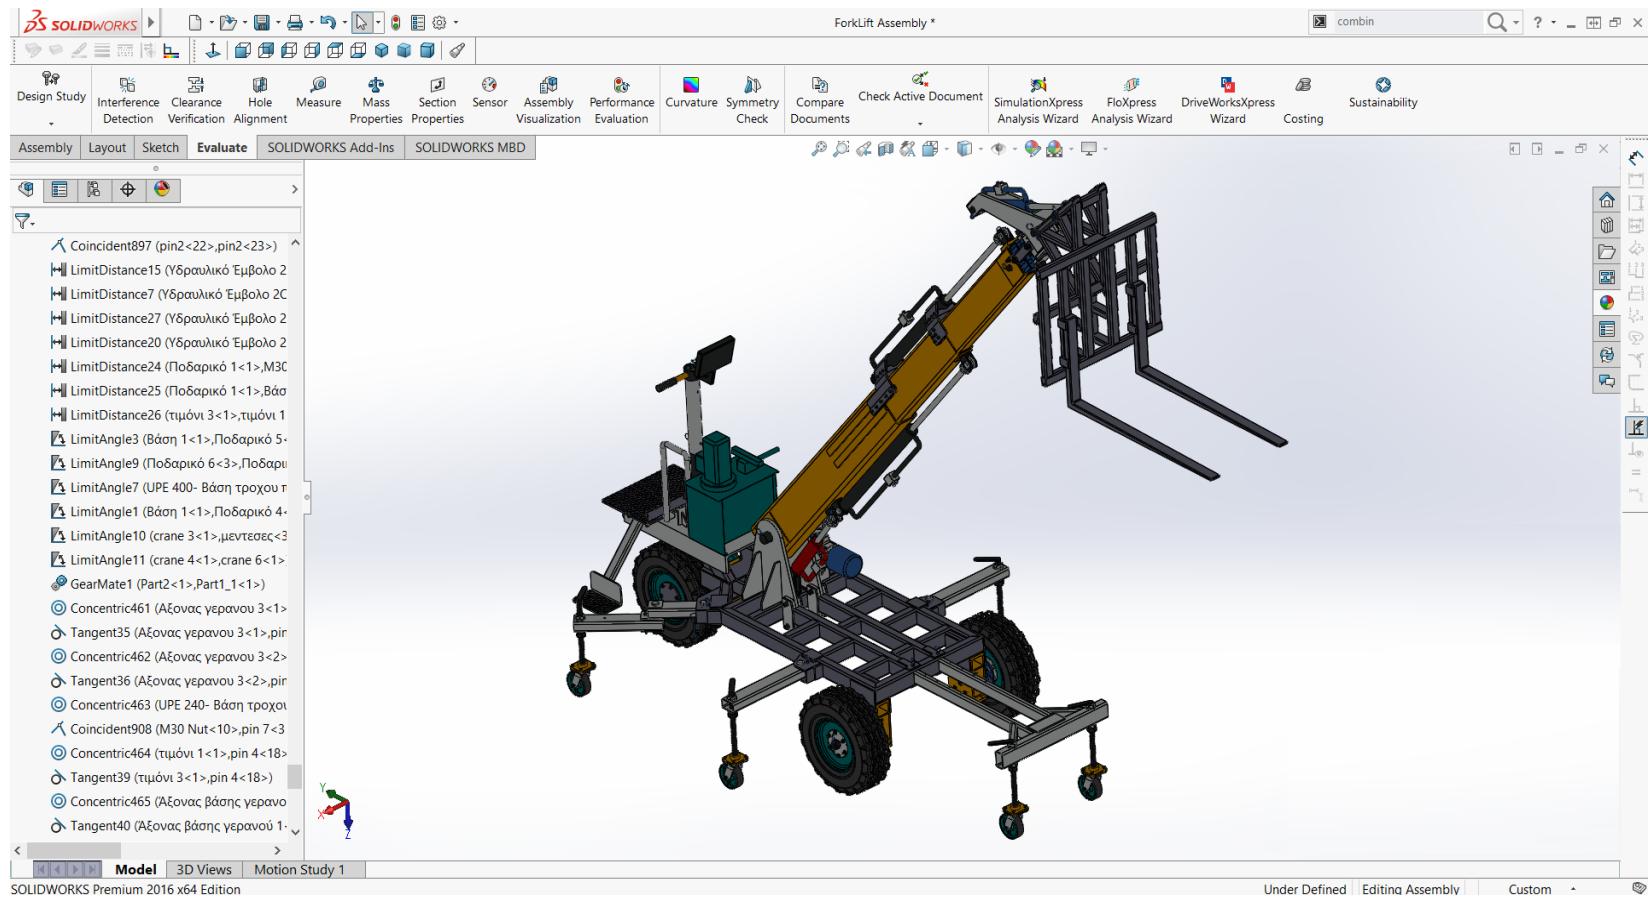 SOLIDWORKS
ForkLift Assembly *
combin
Design Study
Interference Detection
Clearance Verification
Hole Alignment
Measure
Mass Properties
Section Properties
Sensor
Assembly Visualization
Performance Evaluation
Curvature
Symmetry Check
Compare Documents
Check Active Document
SimulationXpress Analysis Wizard
FloXpress Analysis Wizard
DriveWorksXpress Wizard
Costing
Sustainability
Assembly
Layout
Sketch
Evaluate
SOLIDWORKS Add-Ins
SOLIDWORKS MBD
Coincident897 (pin2<22>,pin2<23>)
LimitDistance15 (Υδραυλικό Έμβολο 2
LimitDistance7 (Υδραυλικό Έμβολο 2C
LimitDistance27 (Υδραυλικό Έμβολο 2
LimitDistance20 (Υδραυλικό Έμβολο 2
LimitDistance24 (Ποδαρικό 1<1>,M30
LimitDistance25 (Ποδαρικό 1<1>,Βάσ
LimitDistance26 (τιμόνι 3<1>,τιμόνι 1
LimitAngle3 (Βάση 1<1>,Ποδαρικό 5<
LimitAngle9 (Ποδαρικό 6<3>,Ποδαρι
LimitAngle7 (UPE 400- Βάση τροχου π
LimitAngle1 (Βάση 1<1>,Ποδαρικό 4<
LimitAngle10 (crane 3<1>,μεντεσες<3
LimitAngle11 (crane 4<1>,crane 6<1>
GearMate1 (Part2<1>,Part1_1<1>)
Concentric461 (Αξονας γερανου 3<1>
Tangent35 (Αξονας γερανου 3<1>,pin
Concentric462 (Αξονας γερανου 3<2>
Tangent36 (Αξονας γερανου 3<2>,pin
Concentric463 (UPE 240- Βάση τροχου
Coincident908 (M30 Nut<10>,pin 7<3
Concentric464 (τιμόνι 1<1>,pin 4<18>
Tangent39 (τιμόνι 3<1>,pin 4<18>)
Concentric465 (Άξονας βάσης γερανο
Tangent40 (Άξονας βάσης γερανού 1-
Y
X
Z
Model
3D Views
Motion Study 1
SOLIDWORKS Premium 2016 x64 Edition
Under Defined
Editing Assembly
Custom